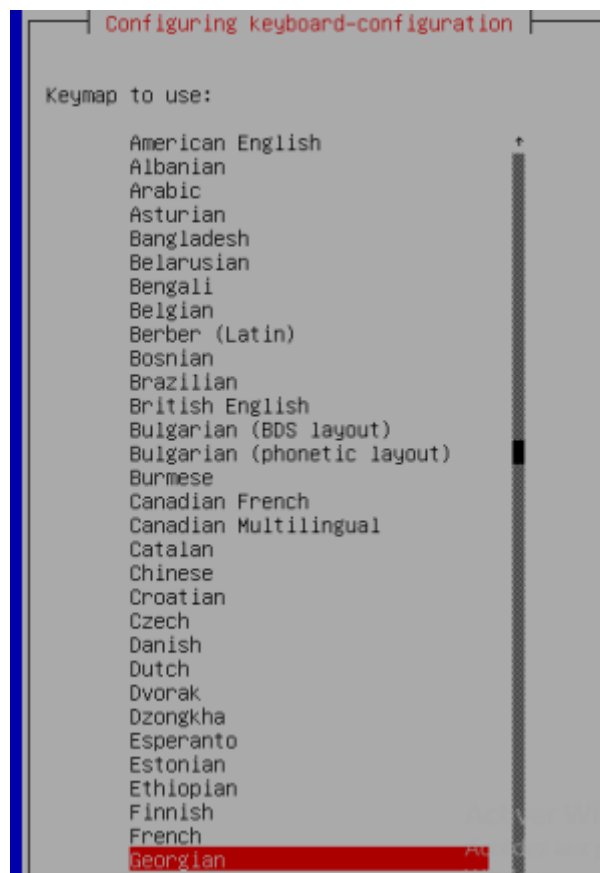 Configuring keyboard-configuration
Keymap to use:
American English
Albanian
Arabic
Asturian
Bangladesh
Belarusian
Bengali
Belgian
Berber (Latin)
Bosnian
Brazilian
British English
Bulgarian (BDS layout)
Bulgarian (phonetic layout)
Burmese
Canadian French
Canadian Multilingual
Catalan
Chinese
Croatian
Czech
Danish
Dutch
Dvorak
Dzongkha
Esperanto
Estonian
Ethiopian
Finnish
French
Georgian